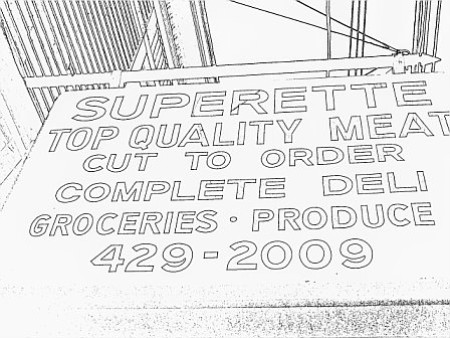 SUPERETTE
TOP QUALITY MEAT
CUT TO ORDER
COMPLETE DELI
GROCERIES · PRODUCE
429-2009